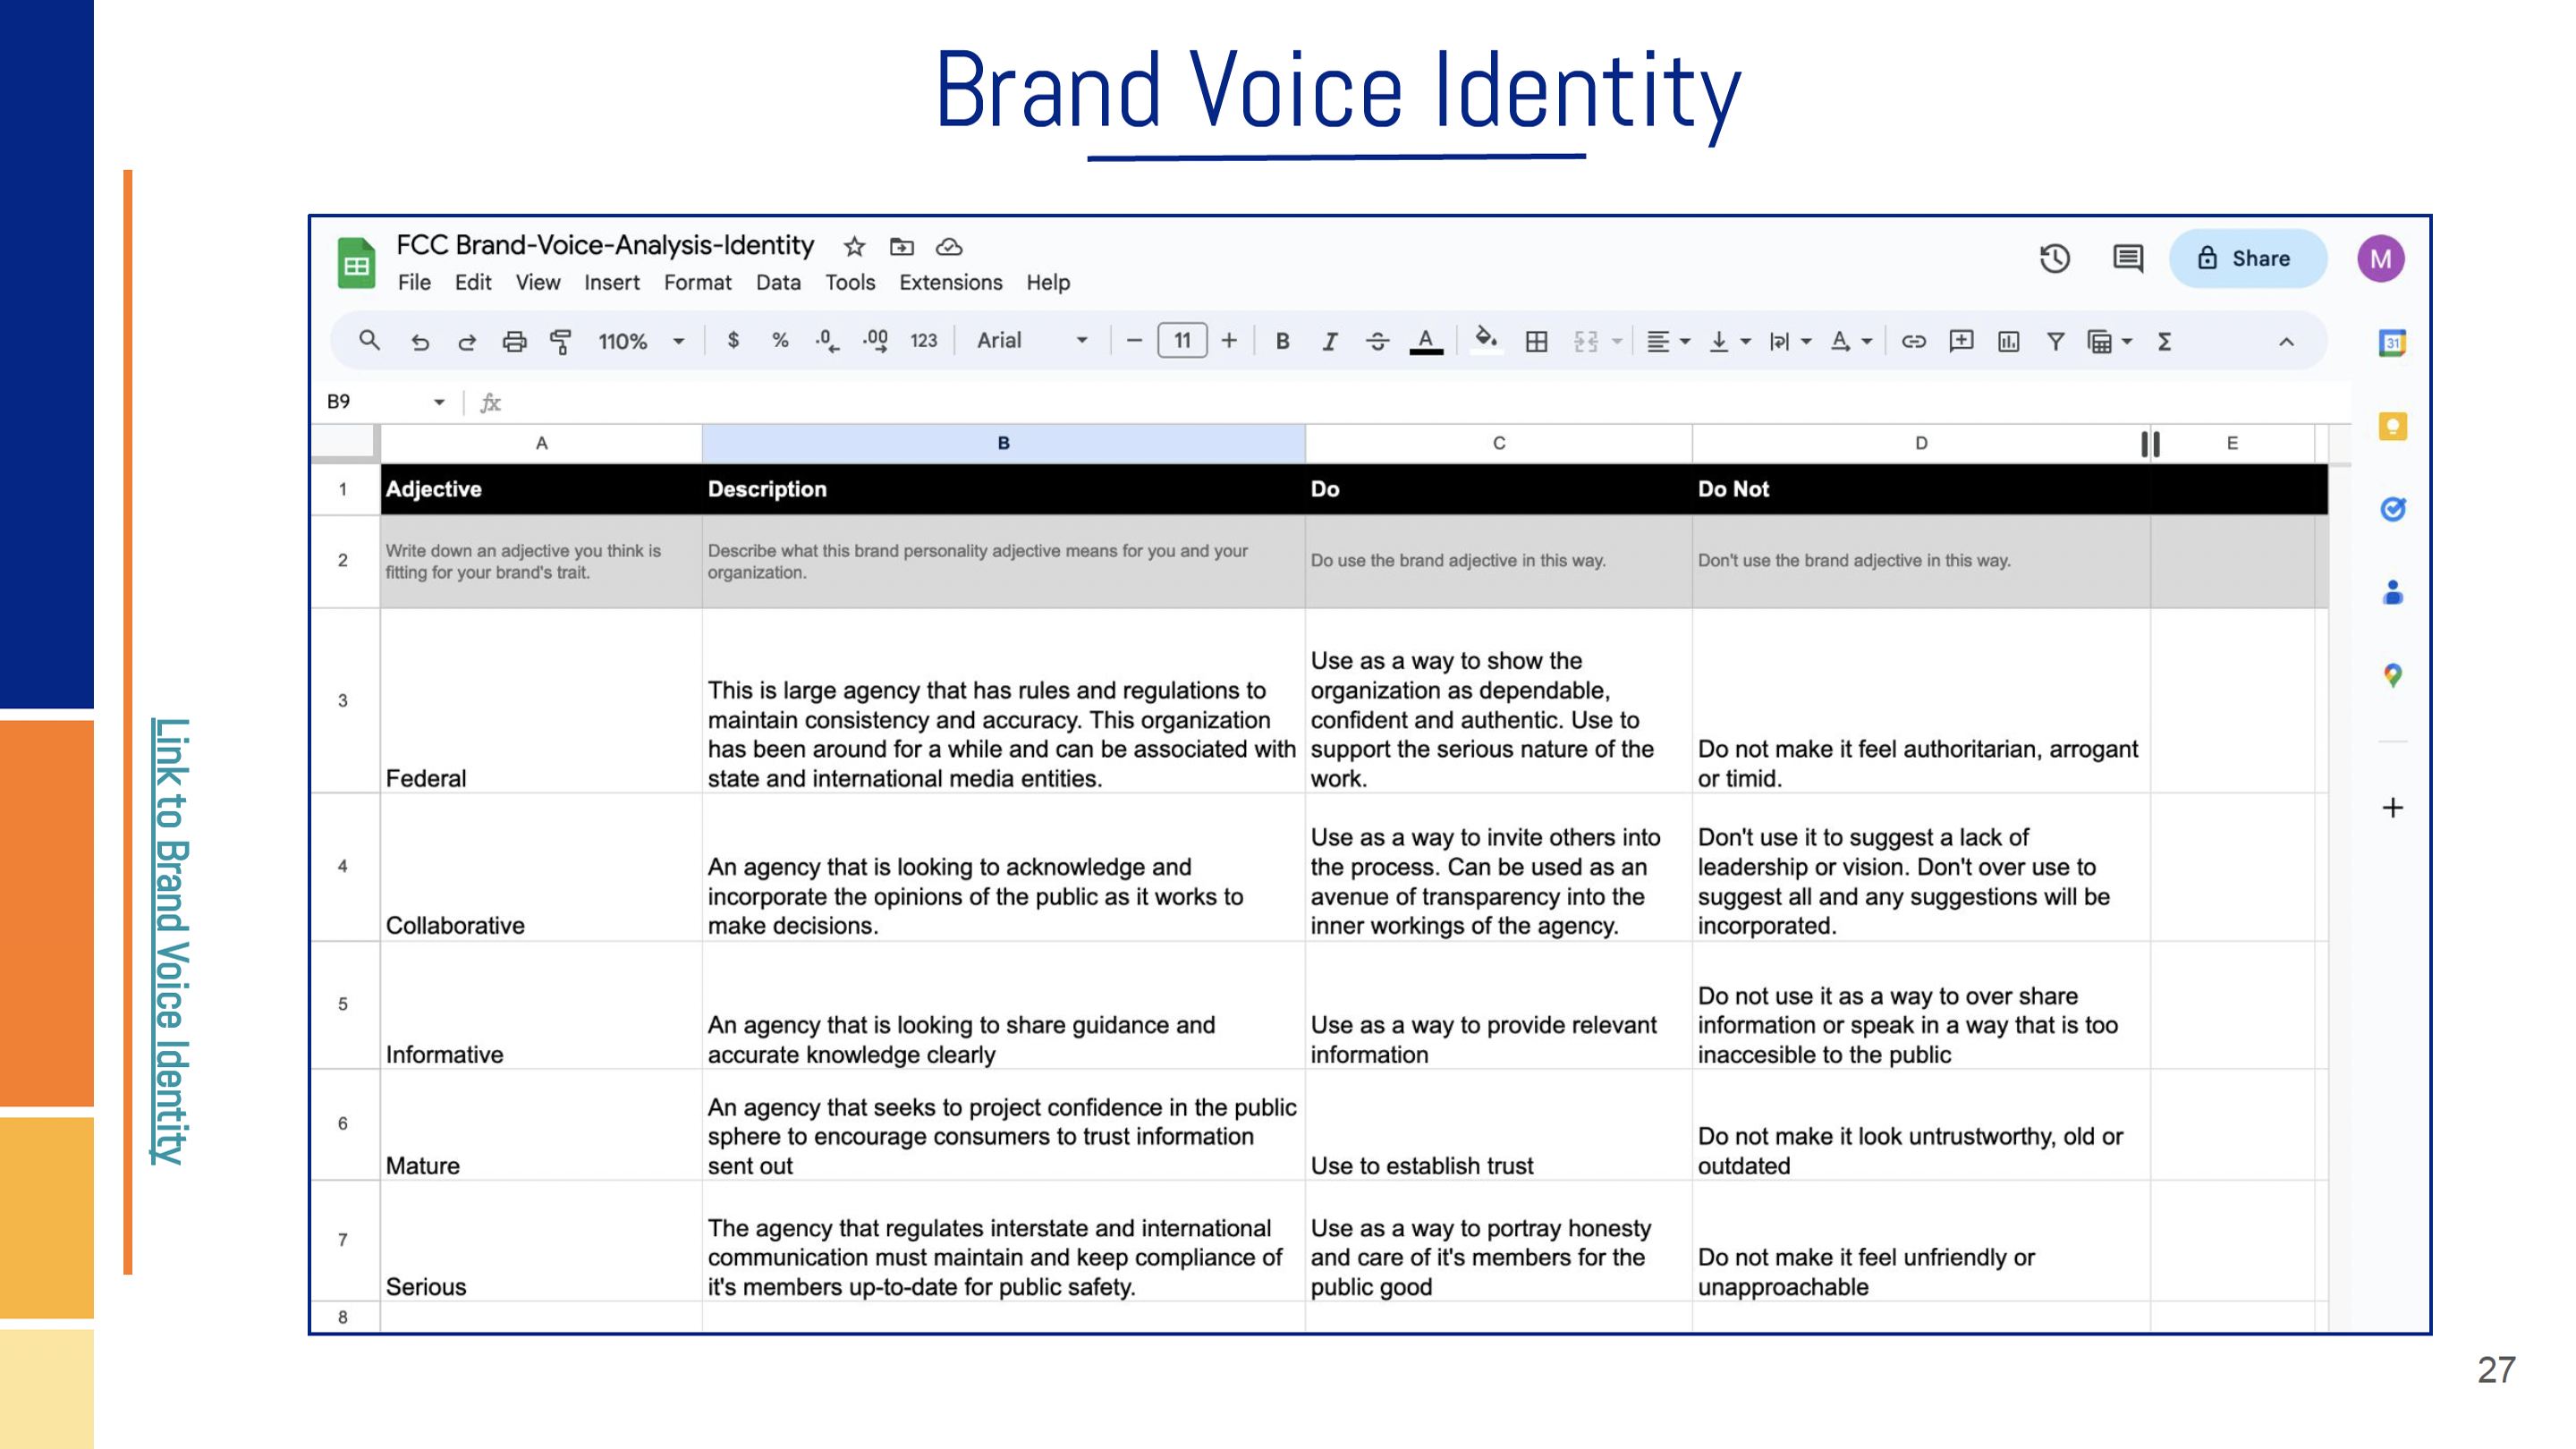 Brand Voice Identity
Link to Brand Voice Identity
FCC Brand-Voice-Analysis-Identity
File Edit View Insert Format Data Tools Extensions Help
Share
M
110% $ % .0 .00 123 Arial 11 B I S A Σ
31
B9 fx
A B C D E
1 Adjective Description Do Do Not
2
Write down an adjective you think is
fitting for your brand's trait.
Describe what this brand personality adjective means for you and your
organization.
Do use the brand adjective in this way.
Don't use the brand adjective in this way.
3
Federal
This is large agency that has rules and regulations to
maintain consistency and accuracy. This organization
has been around for a while and can be associated with
state and international media entities.
Use as a way to show the
organization as dependable,
confident and authentic. Use to
support the serious nature of the
work.
Do not make it feel authoritarian, arrogant
or timid.
4
Collaborative
An agency that is looking to acknowledge and
incorporate the opinions of the public as it works to
make decisions.
Use as a way to invite others into
the process. Can be used as an
avenue of transparency into the
inner workings of the agency.
Don't use it to suggest a lack of
leadership or vision. Don't over use to
suggest all and any suggestions will be
incorporated.
5
Informative
An agency that is looking to share guidance and
accurate knowledge clearly
Use as a way to provide relevant
information
Do not use it as a way to over share
information or speak in a way that is too
inaccesible to the public
6
Mature
An agency that seeks to project confidence in the public
sphere to encourage consumers to trust information
sent out
Use to establish trust
Do not make it look untrustworthy, old or
outdated
7
Serious
The agency that regulates interstate and international
communication must maintain and keep compliance of
it's members up-to-date for public safety.
Use as a way to portray honesty
and care of it's members for the
public good
Do not make it feel unfriendly or
unapproachable
8
27